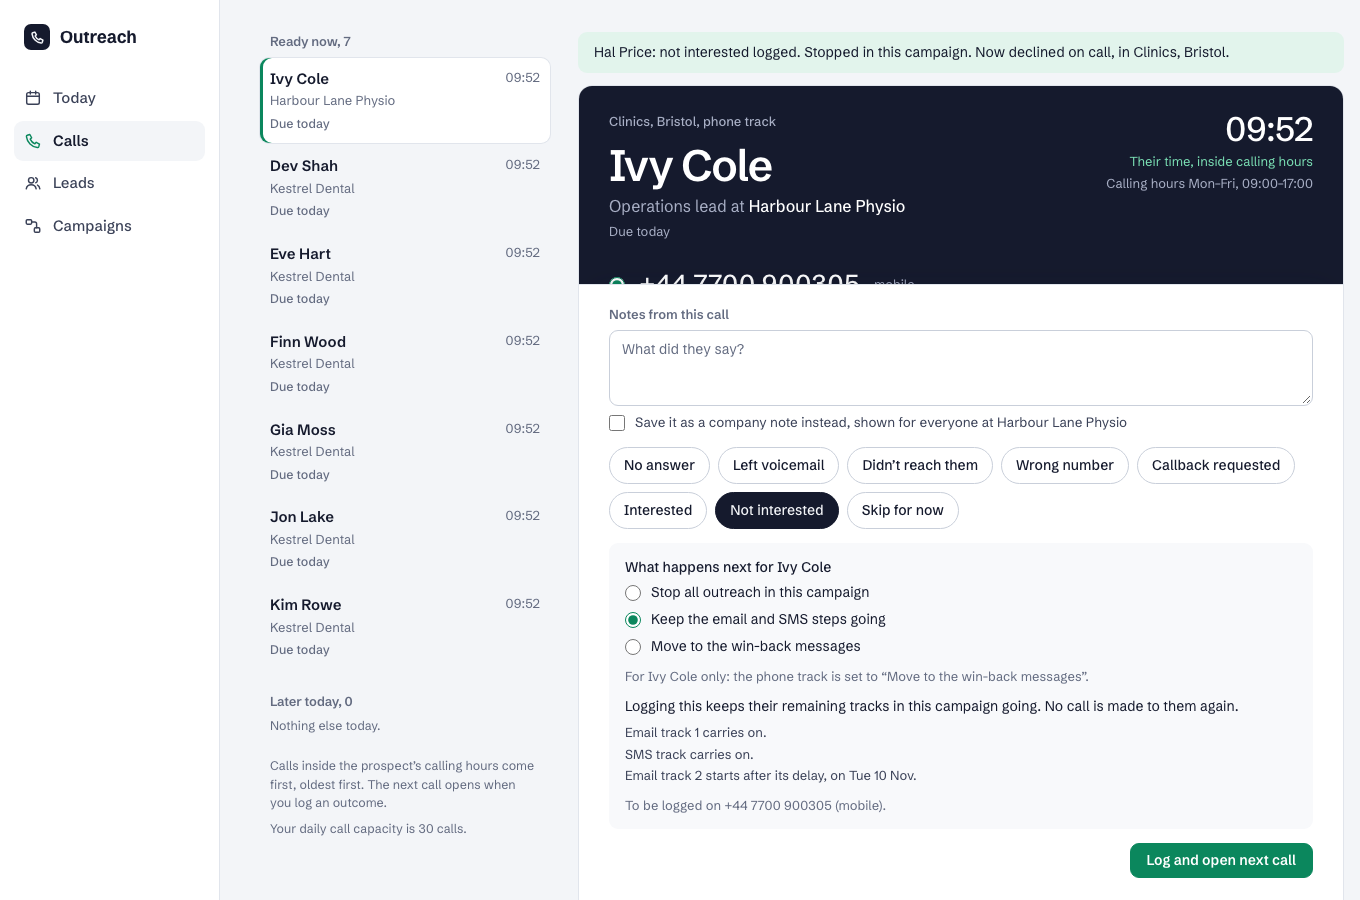 Outreach
Today
Calls
Leads
Campaigns
Ready now, 7
Ivy Cole
09:52
Harbour Lane Physio
Due today
Dev Shah
09:52
Kestrel Dental
Due today
Eve Hart
09:52
Kestrel Dental
Due today
Finn Wood
09:52
Kestrel Dental
Due today
Gia Moss
09:52
Kestrel Dental
Due today
Jon Lake
09:52
Kestrel Dental
Due today
Kim Rowe
09:52
Kestrel Dental
Due today
Later today, 0
Nothing else today.
Calls inside the prospect’s calling hours come
first, oldest first. The next call opens when
you log an outcome.
Your daily call capacity is 30 calls.
Hal Price: not interested logged. Stopped in this campaign. Now declined on call, in Clinics, Bristol.
Clinics, Bristol, phone track
09:52
Ivy Cole
Their time, inside calling hours
Calling hours Mon–Fri, 09:00–17:00
Operations lead at Harbour Lane Physio
Due today
+44 7700 900305 mobile
Notes from this call
What did they say?
Save it as a company note instead, shown for everyone at Harbour Lane Physio
No answer
Left voicemail
Didn’t reach them
Wrong number
Callback requested
Interested
Not interested
Skip for now
What happens next for Ivy Cole
Stop all outreach in this campaign
Keep the email and SMS steps going
Move to the win-back messages
For Ivy Cole only: the phone track is set to “Move to the win-back messages”.
Logging this keeps their remaining tracks in this campaign going. No call is made to them again.
Email track 1 carries on.
SMS track carries on.
Email track 2 starts after its delay, on Tue 10 Nov.
To be logged on +44 7700 900305 (mobile).
Log and open next call